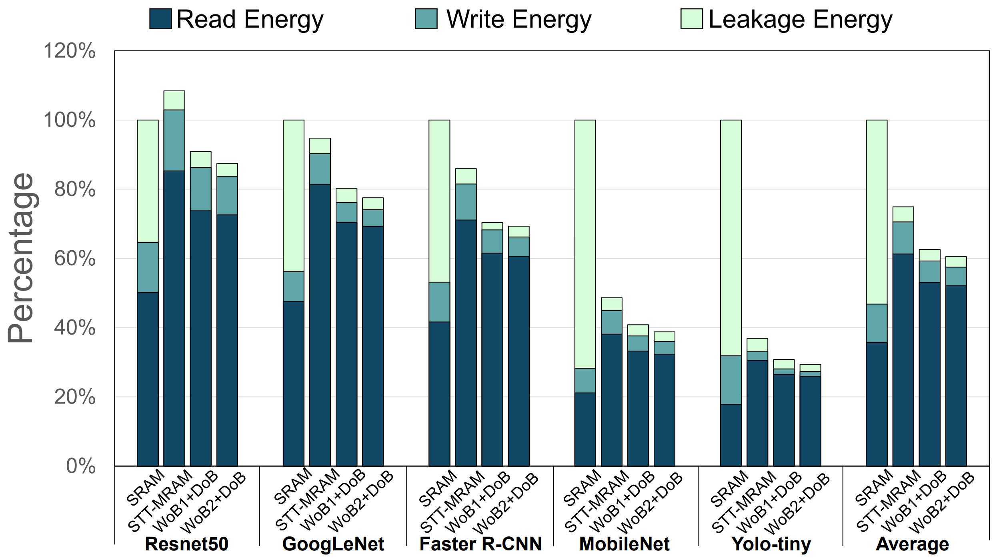 Read Energy Write Energy Leakage Energy
120%
100%
80%
60%
40%
20%
0%
Percentage
SRAM STT-MRAM WoB1+DoB WoB2+DoB
SRAM STT-MRAM WoB1+DoB WoB2+DoB
SRAM STT-MRAM WoB1+DoB WoB2+DoB
SRAM STT-MRAM WoB1+DoB WoB2+DoB
SRAM STT-MRAM WoB1+DoB WoB2+DoB
SRAM STT-MRAM WoB1+DoB WoB2+DoB
Resnet50 GoogLeNet Faster R-CNN MobileNet Yolo-tiny Average